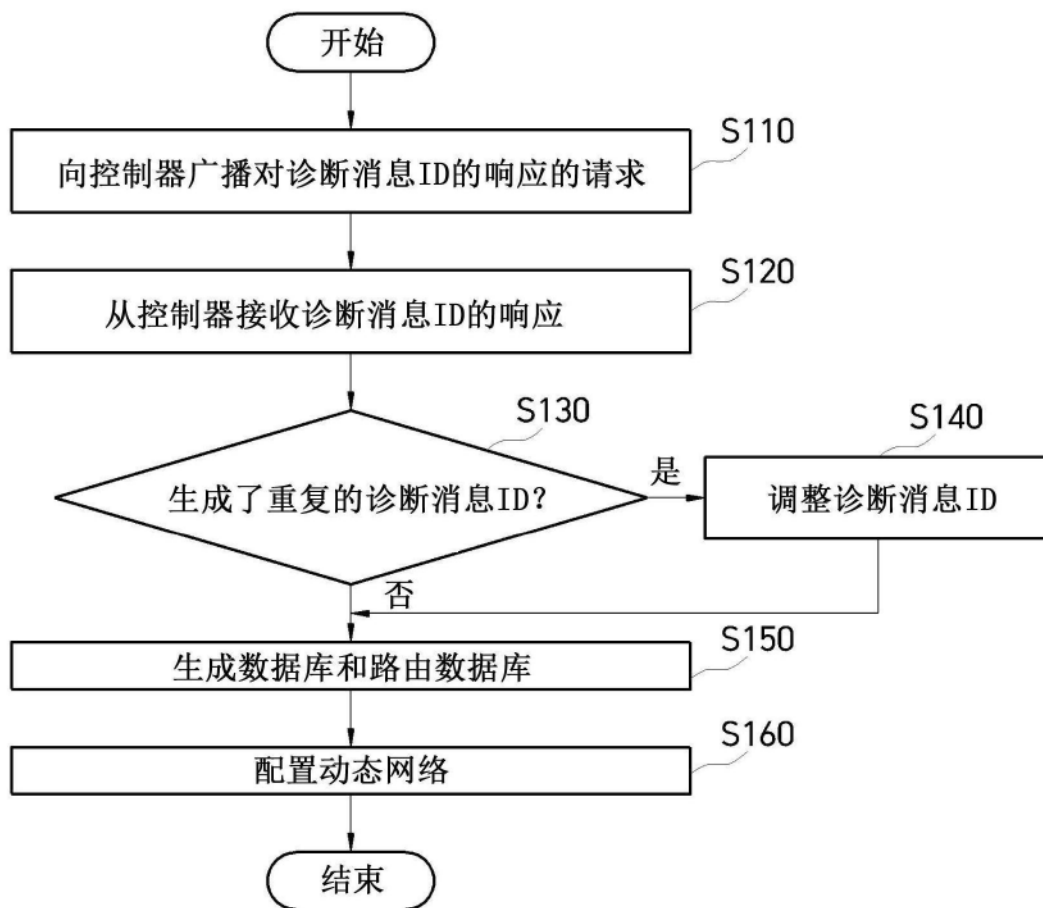 开始
S110
向控制器广播对诊断消息ID的响应的请求
S120
从控制器接收诊断消息ID的响应
S130
生成了重复的诊断消息ID？
是
S140
调整诊断消息ID
否
S150
生成数据库和路由数据库
S160
配置动态网络
结束